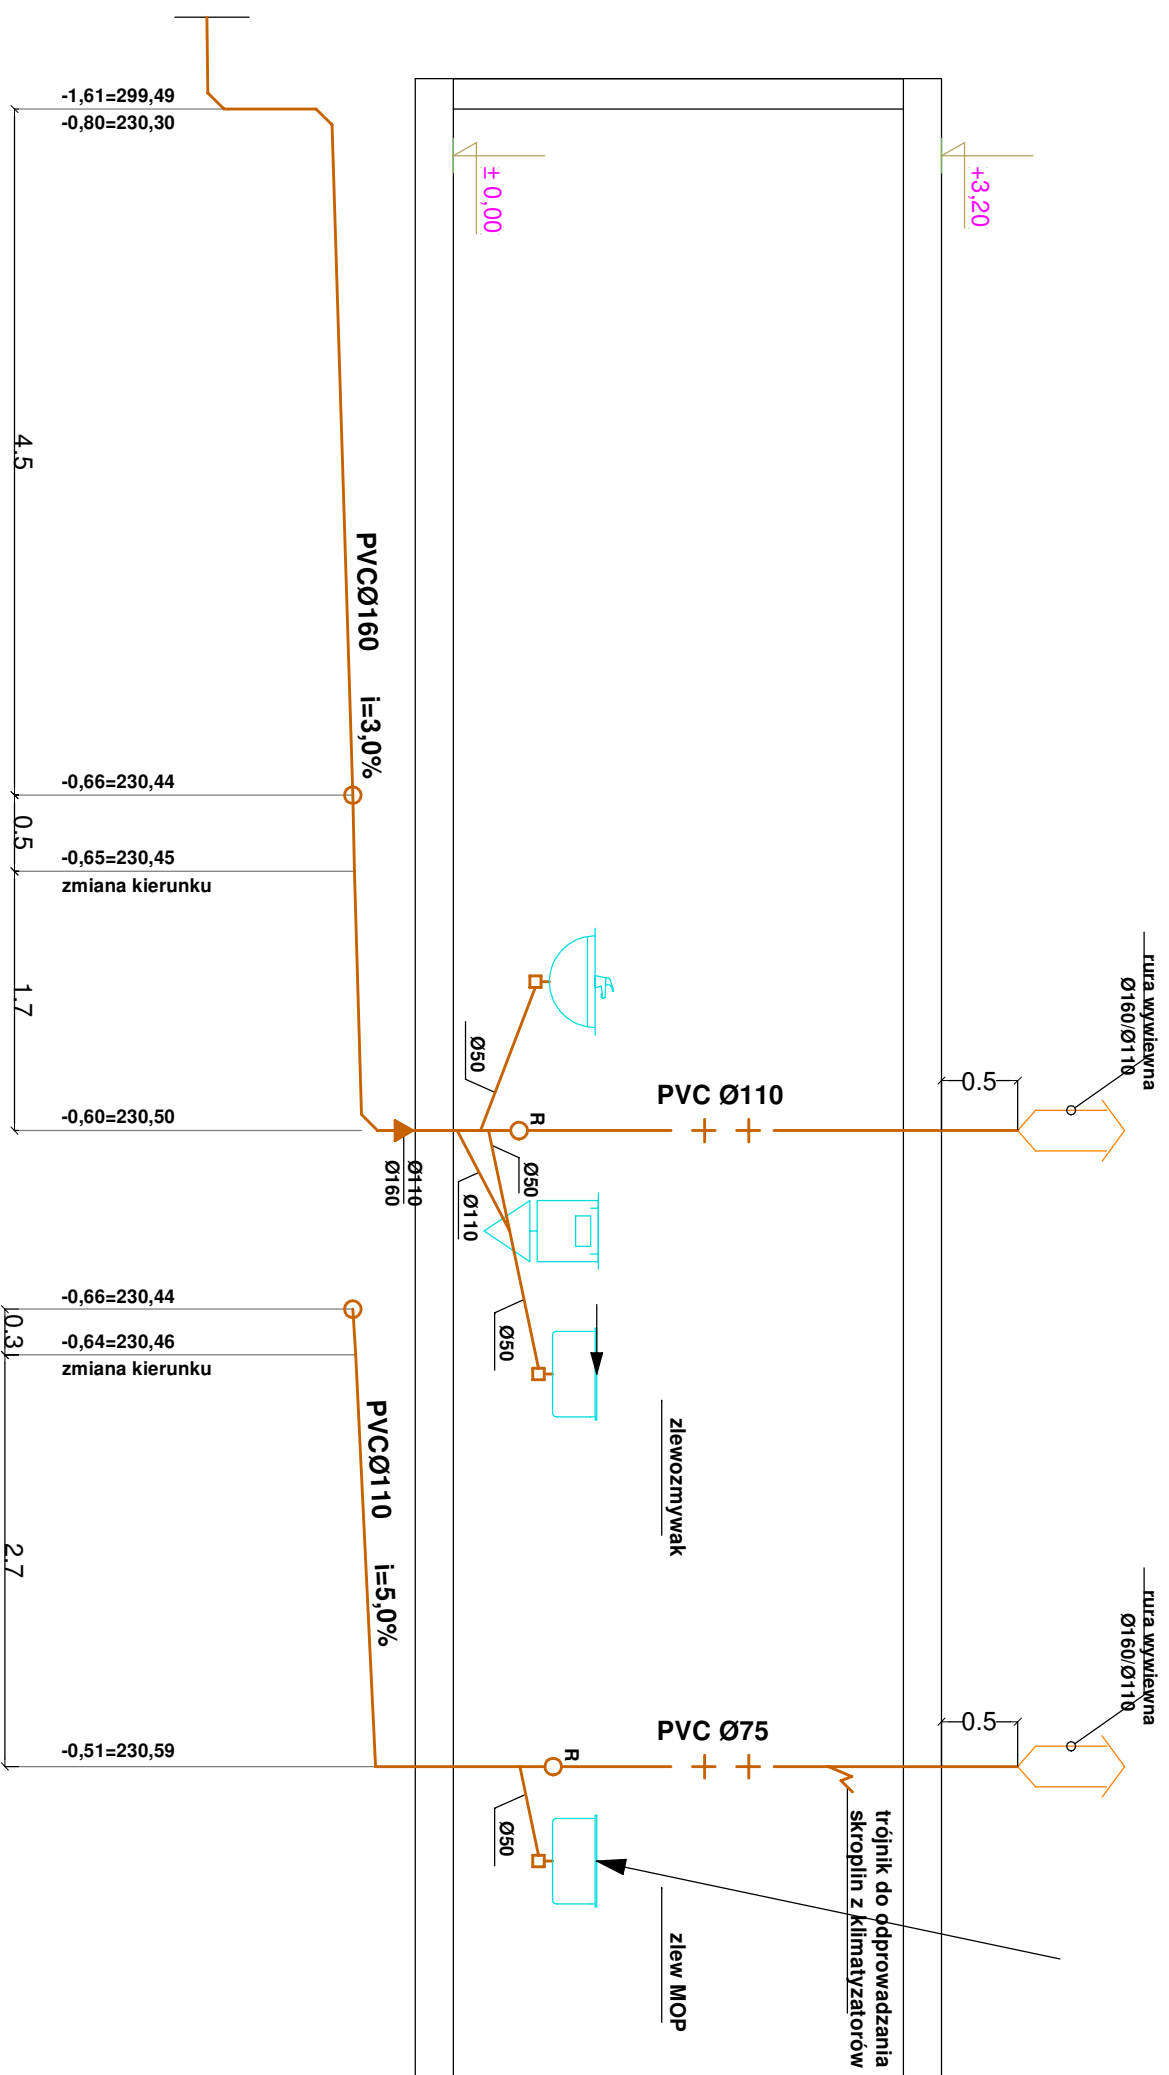 -1,61=299,49
-0,80=230,30
± 0,00
+3,20
4.5
PVCØ160 i=3,0%
-0,66=230,44
0.5
-0,65=230,45
zmiana kierunku
1.7
-0,60=230,50
Ø110
Ø160
Ø50
Ø50
Ø110
Ø50
R
PVC Ø110
0.5
rura wywiewna
Ø160/Ø110
zlewozmywak
-0,66=230,44
0.3
-0,64=230,46
zmiana kierunku
PVCØ110 i=5,0%
2.7
-0,51=230,59
Ø50
R
PVC Ø75
0.5
rura wywiewna
Ø160/Ø110
trójnik do odprowadzania
skroplin z klimatyzatorów
zlew MOP